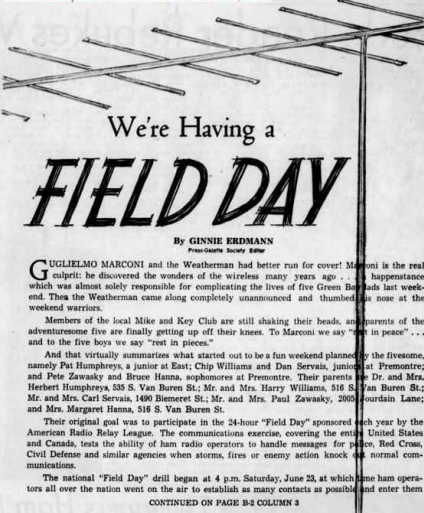 We're Having a
FIELD DAY
By GINNIE ERDMANN
Press-Gazette Society Editor
GUGLIELMO MARCONI and the Weatherman had better run for cover! Marconi is the real
culprit: he discovered the wonders of the wireless many years ago . . . happenstance
which was almost solely responsible for complicating the lives of five Green Bay lads last week-
end. Then the Weatherman came along completely unannounced and thumbed his nose at the
weekend warriors.
Members of the local Mike and Key Club are still shaking their heads, and parents of the
adventuresome five are finally getting up off their knees. To Marconi we say "rest in peace" . . .
and to the five boys we say "rest in pieces."
And that virtually summarizes what started out to be a fun weekend planned by the fivesome,
namely Pat Humphreys, a junior at East; Chip Williams and Dan Servais, juniors at Premontre;
and Pete Zawasky and Bruce Hanna, sophomores at Premontre. Their parents are Dr. and Mrs.
Herbert Humphreys, 535 S. Van Buren St.; Mr. and Mrs. Harry Williams, 516 S. Van Buren St.;
Mr. and Mrs. Carl Servais, 1490 Biemeret St.; Mr. and Mrs. Paul Zawasky, 2005 Jourdain Lane;
and Mrs. Margaret Hanna, 516 S. Van Buren St.
Their original goal was to participate in the 24-hour "Field Day" sponsored each year by the
American Radio Relay League. The communications exercise, covering the entire United States
and Canada, tests the ability of ham radio operators to handle messages for police, Red Cross,
Civil Defense and similar agencies when storms, fires or enemy action knock out normal com-
munications.
The national "Field Day" drill began at 4 p.m. Saturday, June 23, at which time ham opera-
tors all over the nation went on the air to establish as many contacts as possible and enter them
CONTINUED ON PAGE B-2 COLUMN 3